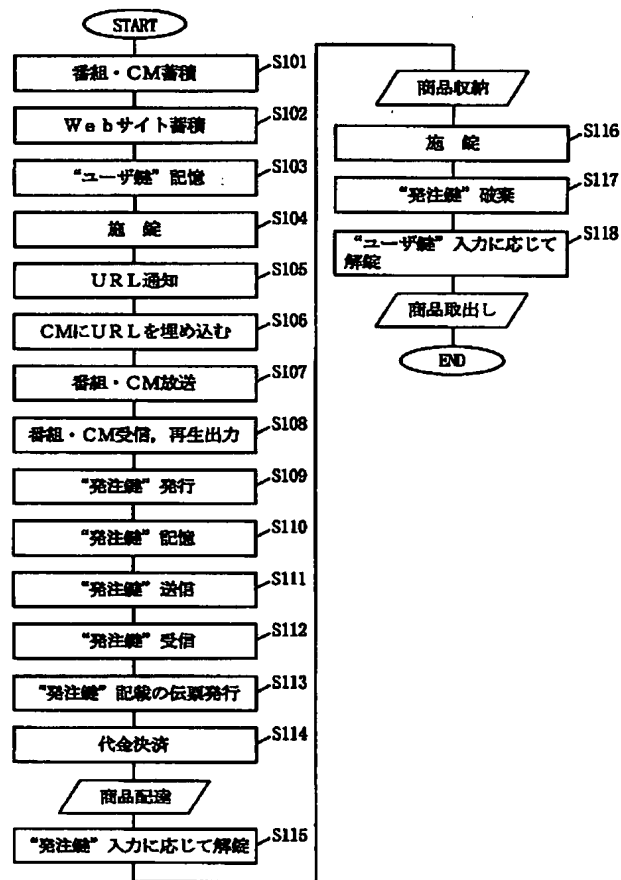 START
番組・CM蓄積
S101
Webサイト蓄積
S102
“ユーザ鍵”記憶
S103
施 錠
S104
URL通知
S105
CMにURLを埋め込む
S106
番組・CM放送
S107
番組・CM受信,再生出力
S108
“発注鍵”発行
S109
“発注鍵”記憶
S110
“発注鍵”送信
S111
“発注鍵”受信
S112
“発注鍵”記載の伝票発行
S113
代金決済
S114
商品配達
“発注鍵”入力に応じて解錠
S115
商品収納
施 錠
S116
“発注鍵”破棄
S117
“ユーザ鍵”入力に応じて
解錠
S118
商品取出し
END